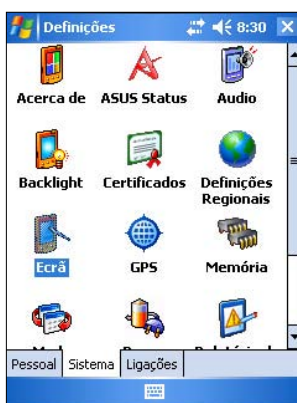 Definições 8:30
Acerca de ASUS Status Audio
Backlight Certificados Definições
Regionais
Ecrã GPS Memória
Pessoal Sistema Ligações